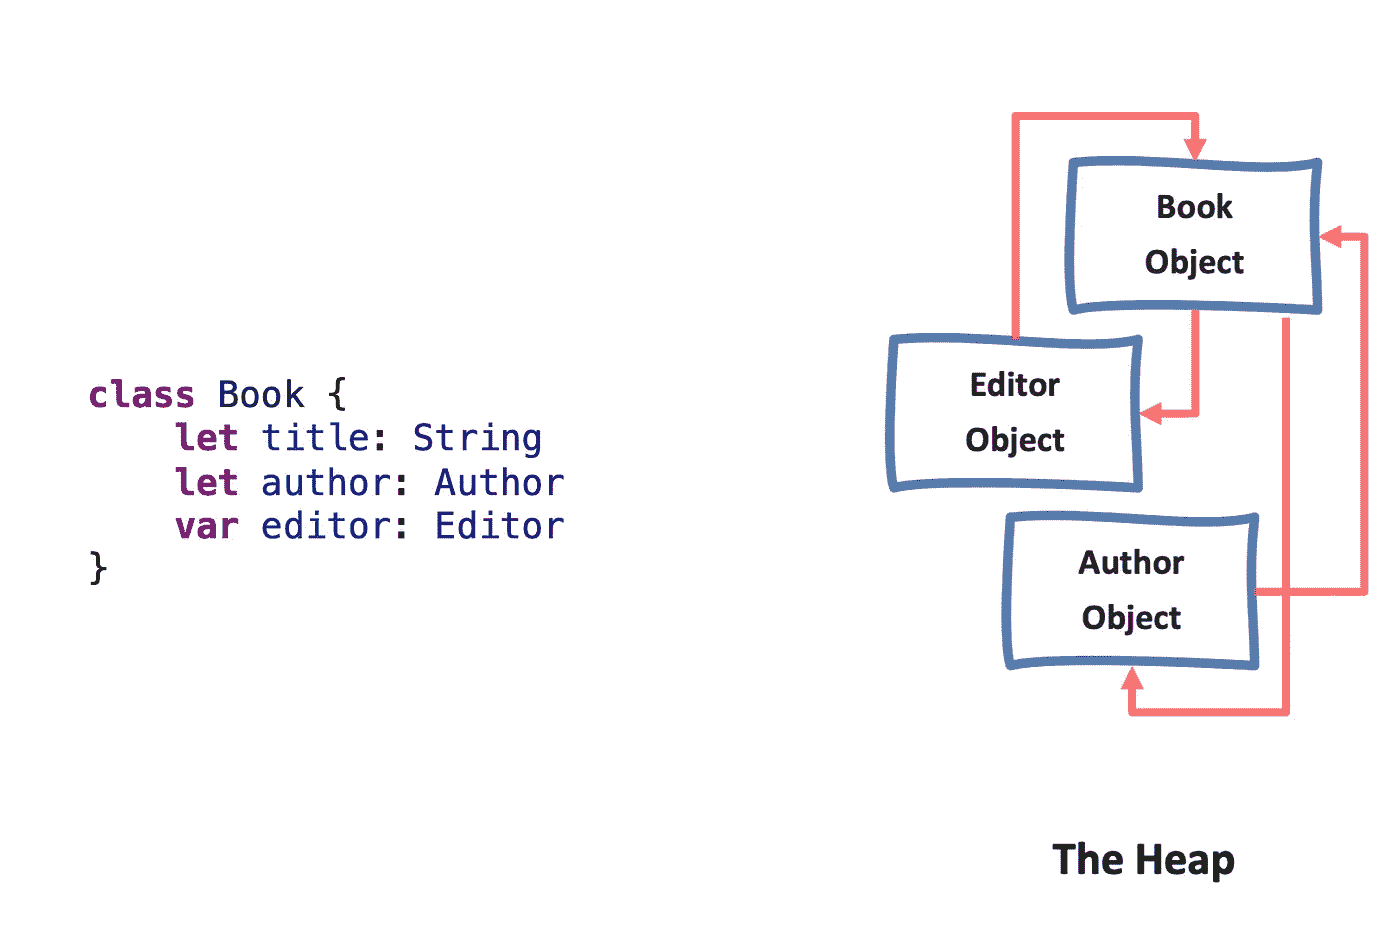 class Book {
    let title: String
    let author: Author
    var editor: Editor
}
Book
Object
Editor
Object
Author
Object
The Heap